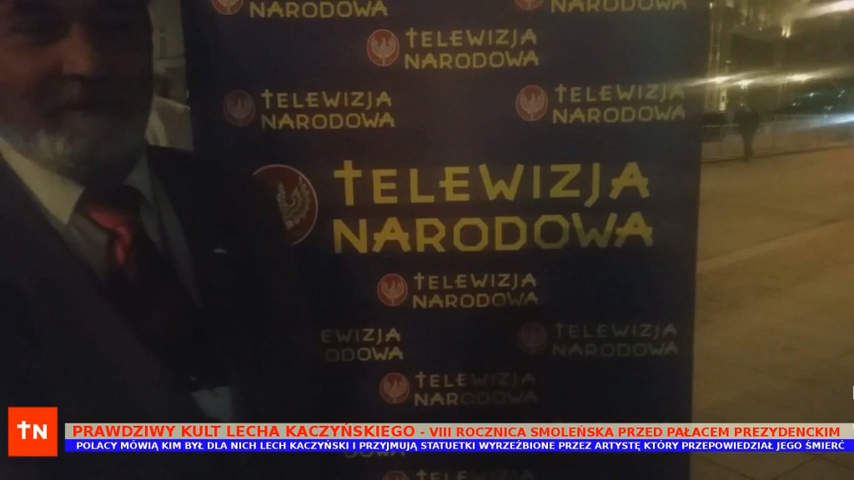 NARODOWA
NARODOWA
TELEWIZJA
NARODOWA
TELEWIZJA
NARODOWA
TELEWIZJA
NARODOWA
TELEWIZJA
NARODOWA
TELEWIZJA
NARODOWA
EWIZJA
ODOWA
TELEWIZJA
NARODOWA
TELEWIZJA
NARODOWA
TN
PRAWDZIWY KULT LECHA KACZYŃSKIEGO - VIII ROCZNICA SMOLEŃSKA PRZED PAŁACEM PREZYDENCKIM
POLACY MÓWIĄ KIM BYŁ DLA NICH LECH KACZYŃSKI I PRZYJMUJĄ STATUETKI WYRZEŹBIONE PRZEZ ARTYSTĘ KTÓRY PRZEPOWIEDZIAŁ JEGO ŚMIERĆ
TELEWIZJA